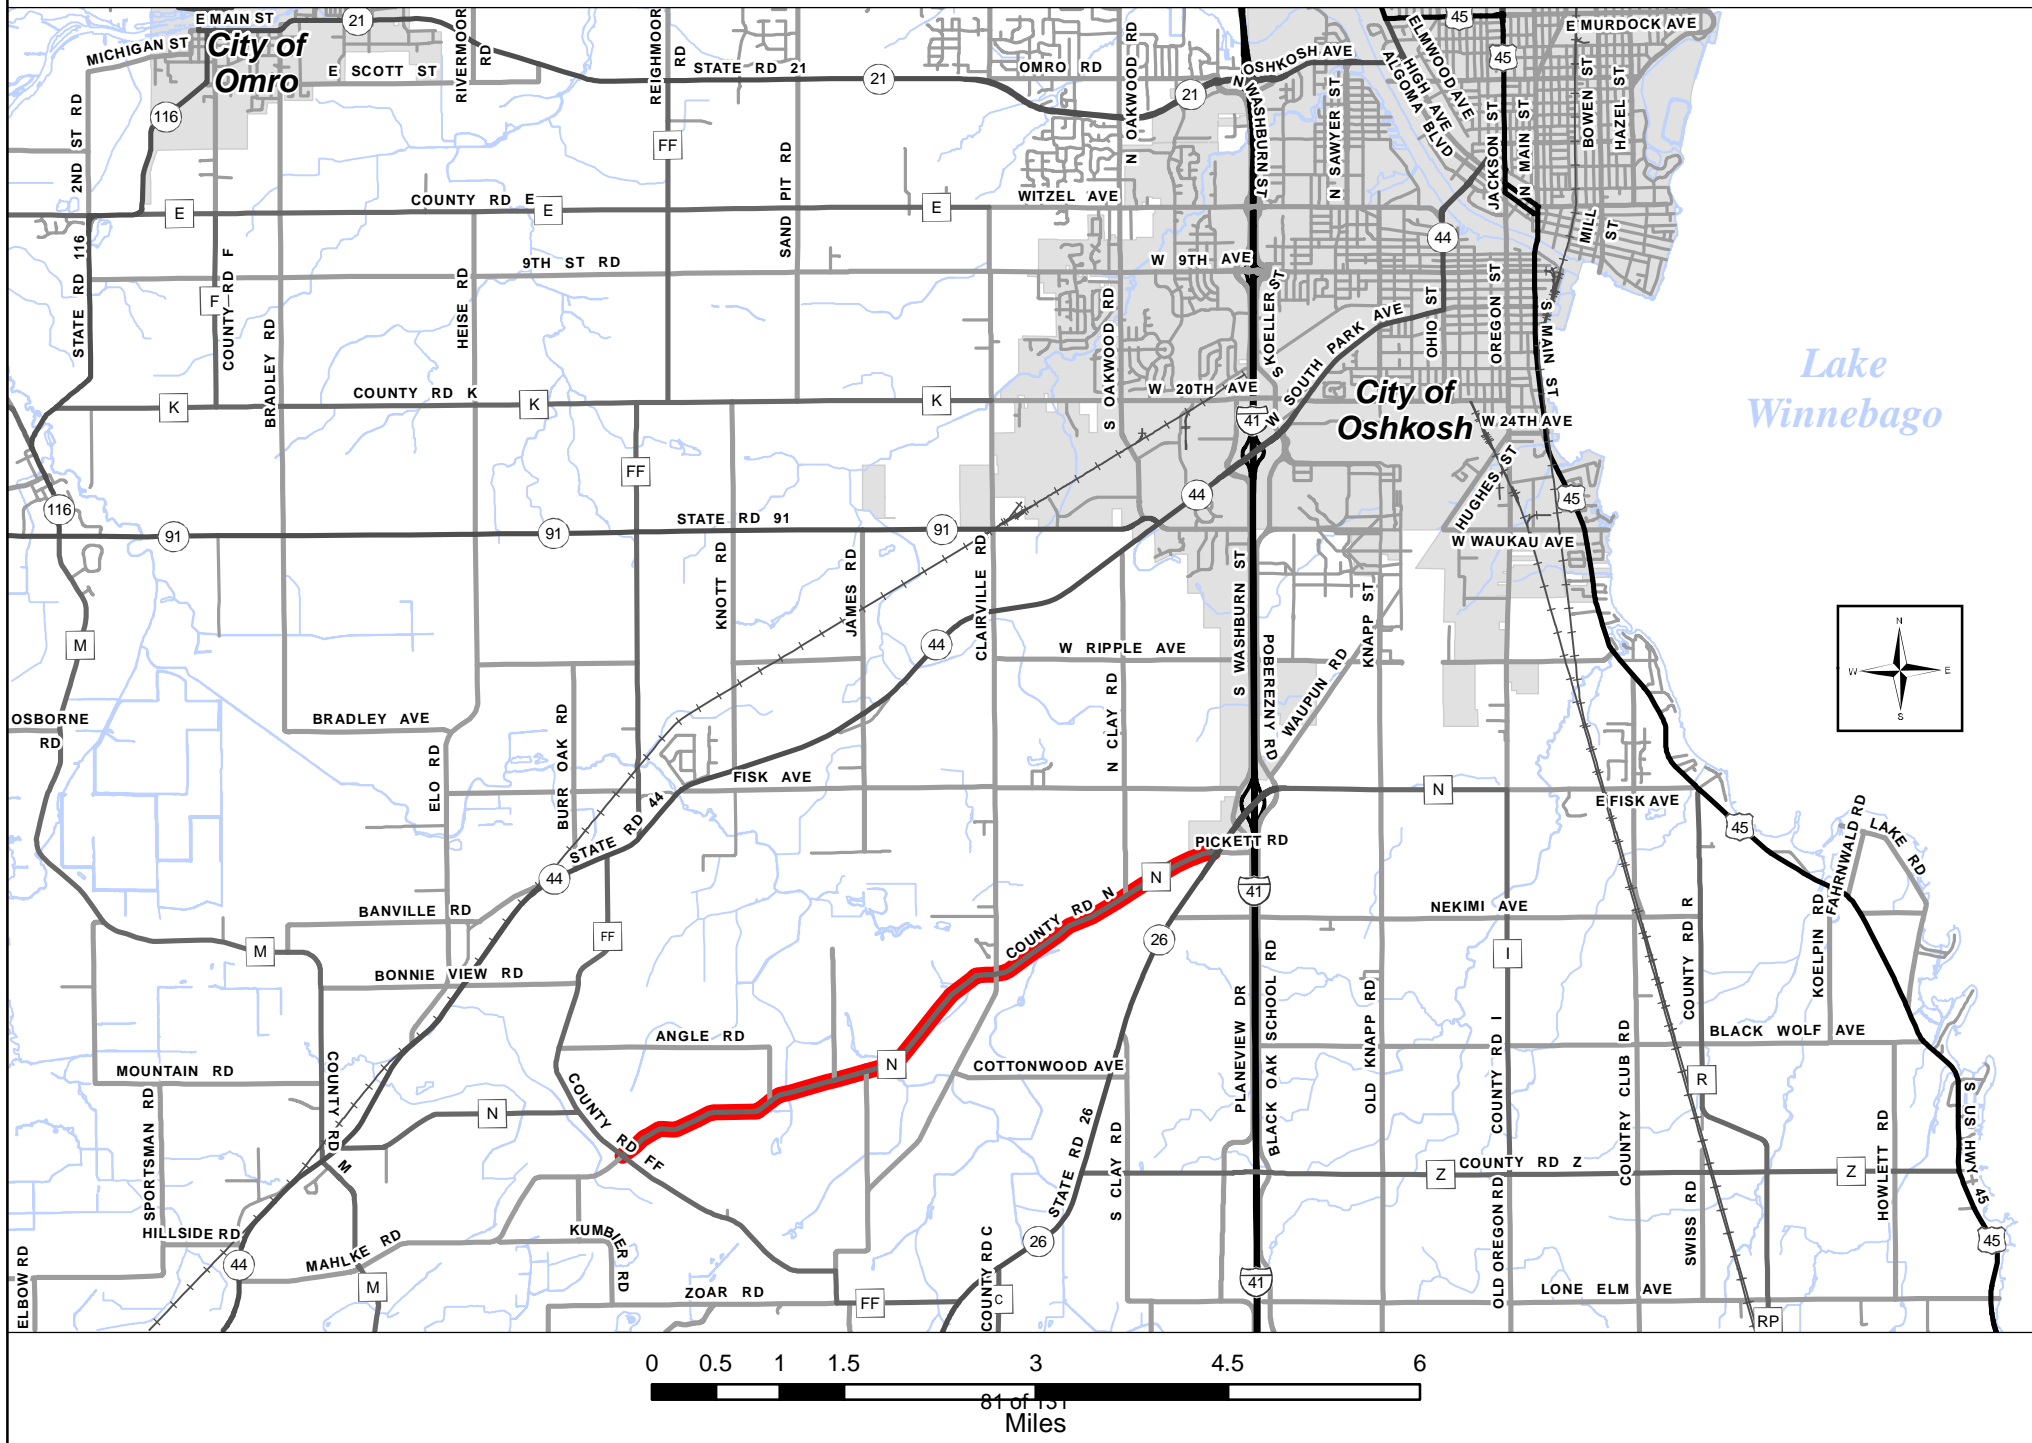 E MAIN ST
21
MICHIGAN ST
City of
Omro
E SCOTT ST
RIVERMOOR
RD
REIGHMOOR
RD
STATE RD 21
21
OMRO RD
N OAKWOOD RD
21
N WASHBURN ST
OSHKOSH AVE
N SAWYER ST
ELMWOOD AVE
HIGH AVE
ALGOMA BLVD
45
45
E MURDOCK AVE
JACKSON ST
N MAIN ST
BOWEN ST
HAZEL ST
MILL
ST
116
2ND ST RD
FF
SAND PIT RD
E
COUNTY RD E
E
E
WITZEL AVE
44
STATE RD 116
F
COUNTY RD F
BRADLEY RD
HEISE RD
9TH ST RD
W 9TH AVE
S OAKWOOD RD
S KOELLER ST
W SOUTH PARK AVE
OHIO ST
OREGON ST
S MAIN ST
Lake
Winnebago
K
COUNTY RD K
K
K
W 20TH AVE
41
City of
Oshkosh
W 24TH AVE
HUGHES ST
45
W WAUKAU AVE
116
91
91
FF
STATE RD 91
91
44
KNOTT RD
JAMES RD
CLAIRVILLE RD
44
S WASHBURN ST
POBEREZNY RD
WAUPUN RD
KNAPP ST
W RIPPLE AVE
N CLAY RD
N
W
E
S
M
OSBORNE
RD
BRADLEY AVE
ELO RD
BURR OAK RD
STATE RD 44
FISK AVE
N
E FISK AVE
45
FAHRNWALD RD
LAKE RD
PICKETT RD
44
N
COUNTY RD N
41
26
NEKIMI AVE
COUNTY RD R
KOELPIN RD
BANVILLE RD
M
FF
BONNIE VIEW RD
I
PLANEVIEW DR
BLACK OAK SCHOOL RD
OLD KNAPP RD
COUNTY RD I
COUNTRY CLUB RD
BLACK WOLF AVE
ANGLE RD
N
COTTONWOOD AVE
MOUNTAIN RD
COUNTY RD M
N
COUNTY RD FF
STATE RD 26
S CLAY RD
R
S US HWY 45
SPORTSMAN RD
Z
COUNTY RD Z
Z
HOWLETT RD
OLD OREGON RD
SWISS RD
HILLSIDE RD
44
MAHLKE RD
KUMBIER RD
26
45
ELBOW RD
M
ZOAR RD
FF
COUNTY RD C
C
41
LONE ELM AVE
RP
0 0.5 1 1.5 3 4.5 6
81 of 131
Miles